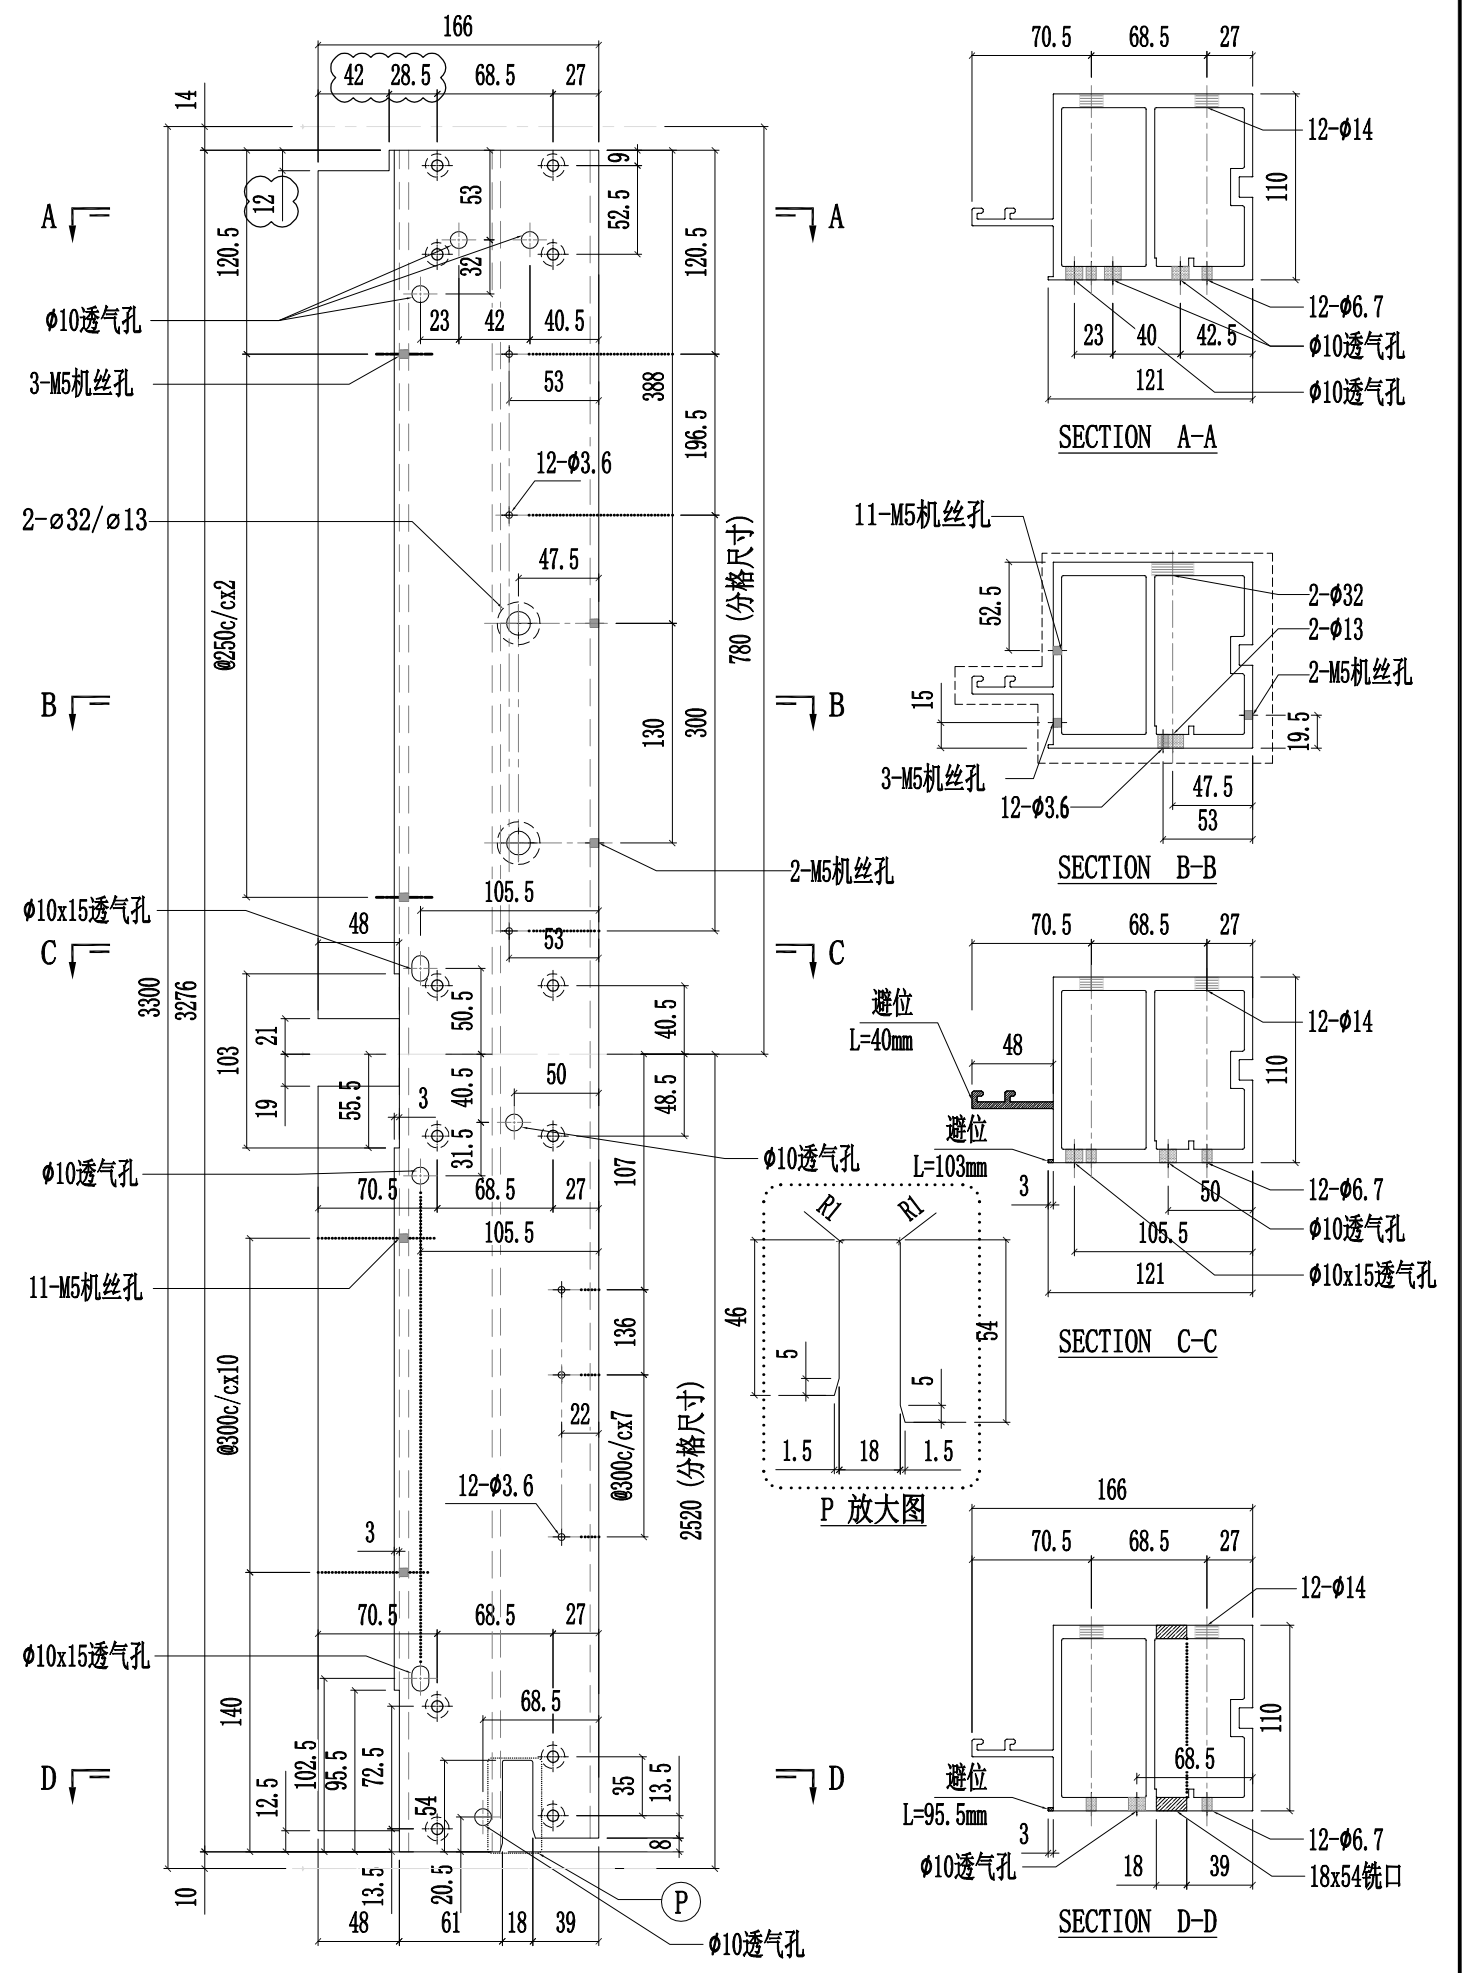 166
42
28.5
68.5
27
14
12
120.5
53
32
9
52.5
120.5
A
A
ϕ10透气孔
23
42
40.5
3-M5机丝孔
53
388
196.5
12-ϕ3.6
2-⌀32/⌀13
47.5
780 (分格尺寸)
@250c/cx2
B
B
130
300
2-M5机丝孔
105.5
ϕ10x15透气孔
48
53
C
C
3300
3276
21
103
50.5
40.5
19
55.5
3
40.5
50
48.5
31.5
ϕ10透气孔
ϕ10透气孔
107
70.5
68.5
27
105.5
11-M5机丝孔
136
@300c/cx10
22
@300c/cx7
12-ϕ3.6
2520 (分格尺寸)
3
70.5
68.5
27
ϕ10x15透气孔
140
68.5
D
D
12.5
102.5
95.5
72.5
54
35
13.5
8
10
13.5
20.5
P
48
61
18
39
ϕ10透气孔
70.5
68.5
27
12-ϕ14
110
12-ϕ6.7
23
40
42.5
ϕ10透气孔
121
ϕ10透气孔
SECTION A-A
11-M5机丝孔
52.5
2-ϕ32
2-ϕ13
2-M5机丝孔
15
19.5
3-M5机丝孔
12-ϕ3.6
47.5
53
SECTION B-B
70.5
68.5
27
避位
L=40mm
12-ϕ14
48
110
避位
L=103mm
3
12-ϕ6.7
50
ϕ10透气孔
105.5
121
ϕ10x15透气孔
SECTION C-C
R1
R1
46
54
5
5
1.5
18
1.5
P 放大图
166
70.5
68.5
27
12-ϕ14
110
68.5
避位
L=95.5mm
3
12-ϕ6.7
ϕ10透气孔
18
39
18x54铣口
SECTION D-D